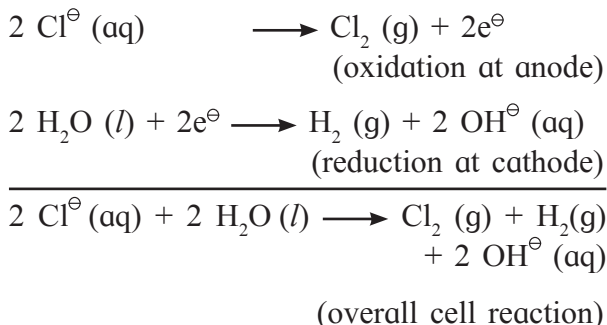 2 Cl⊖ (aq) ⟶ Cl₂ (g) + 2e⊖
(oxidation at anode)
2 H₂O (l) + 2e⊖ ⟶ H₂ (g) + 2 OH⊖ (aq)
(reduction at cathode)
2 Cl⊖ (aq) + 2 H₂O (l) ⟶ Cl₂ (g) + H₂(g)
+ 2 OH⊖ (aq)
(overall cell reaction)